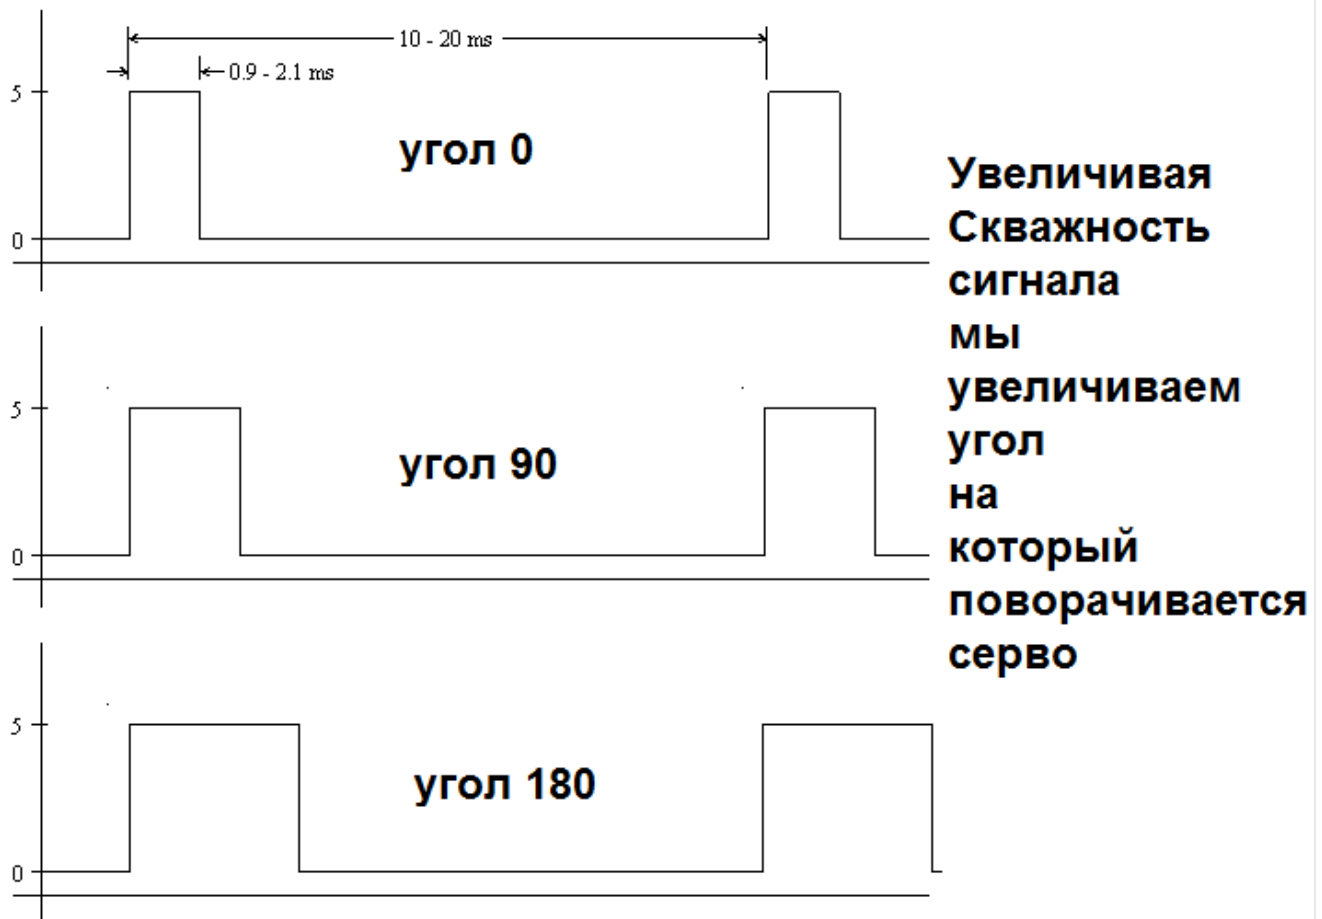 10 - 20 ms
0.9 - 2.1 ms
5
угол 0
0
5
угол 90
0
5
угол 180
0
Увеличивая
Скважность
сигнала
мы
увеличиваем
угол
на
который
поворачивается
серво